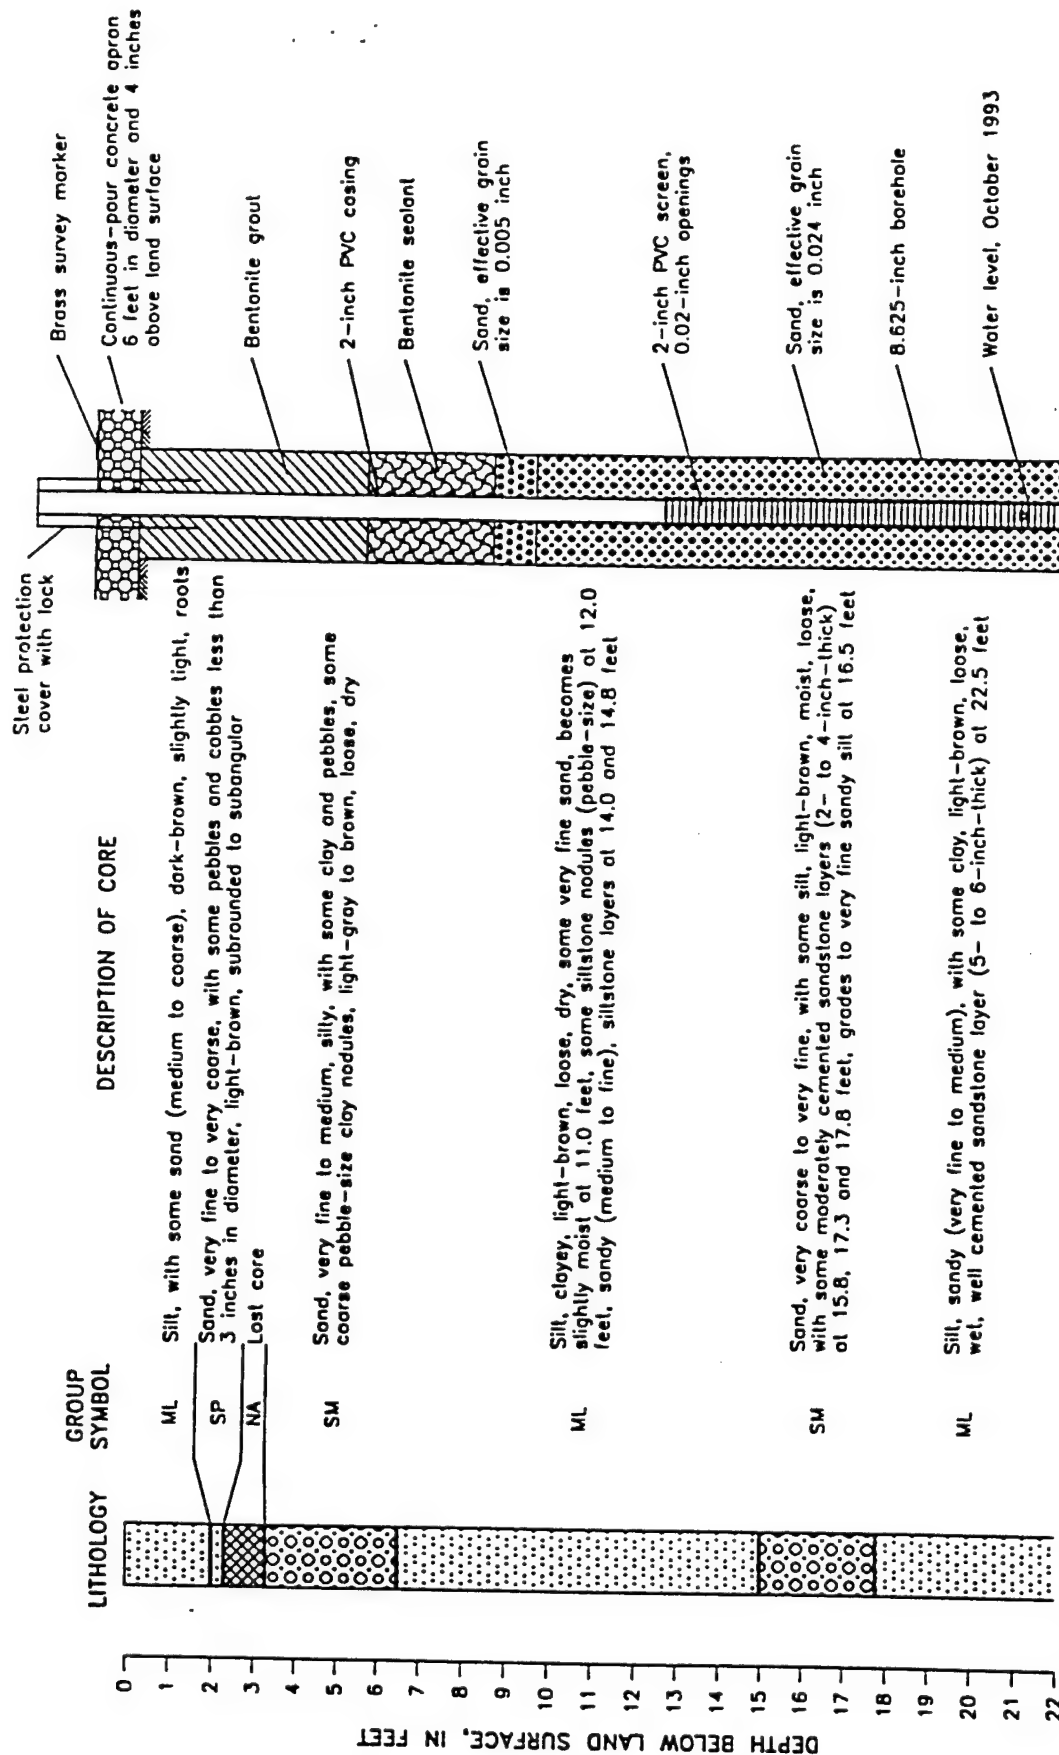 LITHOLOGY
GROUP
SYMBOL
DESCRIPTION OF CORE
Steel protection
cover with lock
Brass survey marker
Continuous-pour concrete apron
6 feet in diameter and 4 inches
above land surface
Bentonite grout
2-inch PVC casing
Bentonite sealant
Sand, effective grain
size is 0.005 inch
2-inch PVC screen,
0.02-inch openings
Sand, effective grain
size is 0.024 inch
8.625-inch borehole
Water level, October 1993
ML
Silt, with some sand (medium to coarse), dark-brown, slightly tight, roots
SP
Sand, very fine to very coarse, with some pebbles and cobbles less than
3 inches in diameter, light-brown, subrounded to subangular
NA
Lost core
SM
Sand, very fine to medium, silty, with some clay and pebbles, some
coarse pebble-size clay nodules, light-gray to brown, loose, dry
ML
Silt, clayey, light-brown, loose, dry, some very fine sand, becomes
slightly moist at 11.0 feet, some siltstone nodules (pebble-size) at 12.0
feet, sandy (medium to fine), siltstone layers at 14.0 and 14.8 feet
SM
Sand, very coarse to very fine, with some silt, light-brown, moist, loose,
with some moderately cemented sandstone layers (2- to 4-inch-thick)
at 15.8, 17.3 and 17.8 feet, grades to very fine sandy silt at 16.5 feet
ML
Silt, sandy (very fine to medium), with some clay, light-brown, loose,
wet, well cemented sandstone layer (5- to 6-inch-thick) at 22.5 feet
0
1
2
3
4
5
6
7
8
9
10
11
12
13
14
15
16
17
18
19
20
21
22
DEPTH BELOW LAND SURFACE, IN FEET